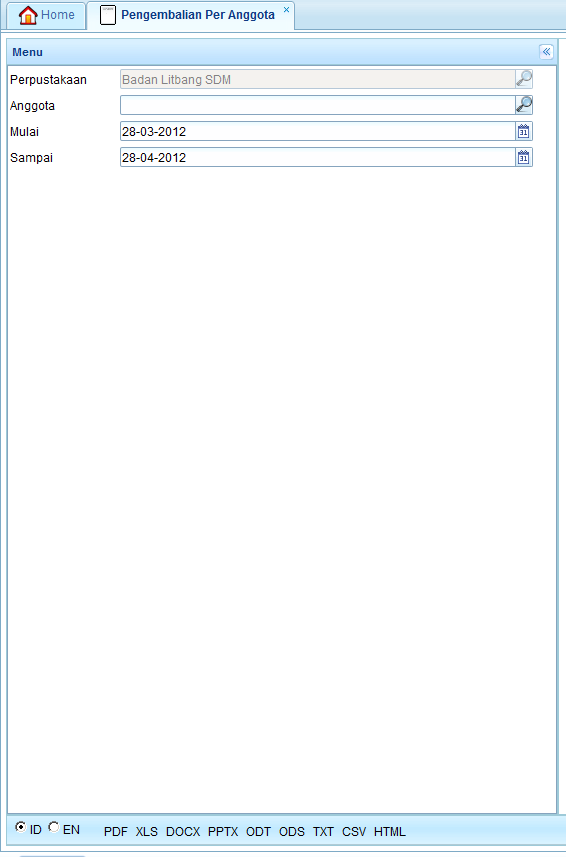 Home Pengembalian Per Anggota
Menu
Perpustakaan Badan Litbang SDM
Anggota
Mulai 28-03-2012
Sampai 28-04-2012
ID EN PDF XLS DOCX PPTX ODT ODS TXT CSV HTML